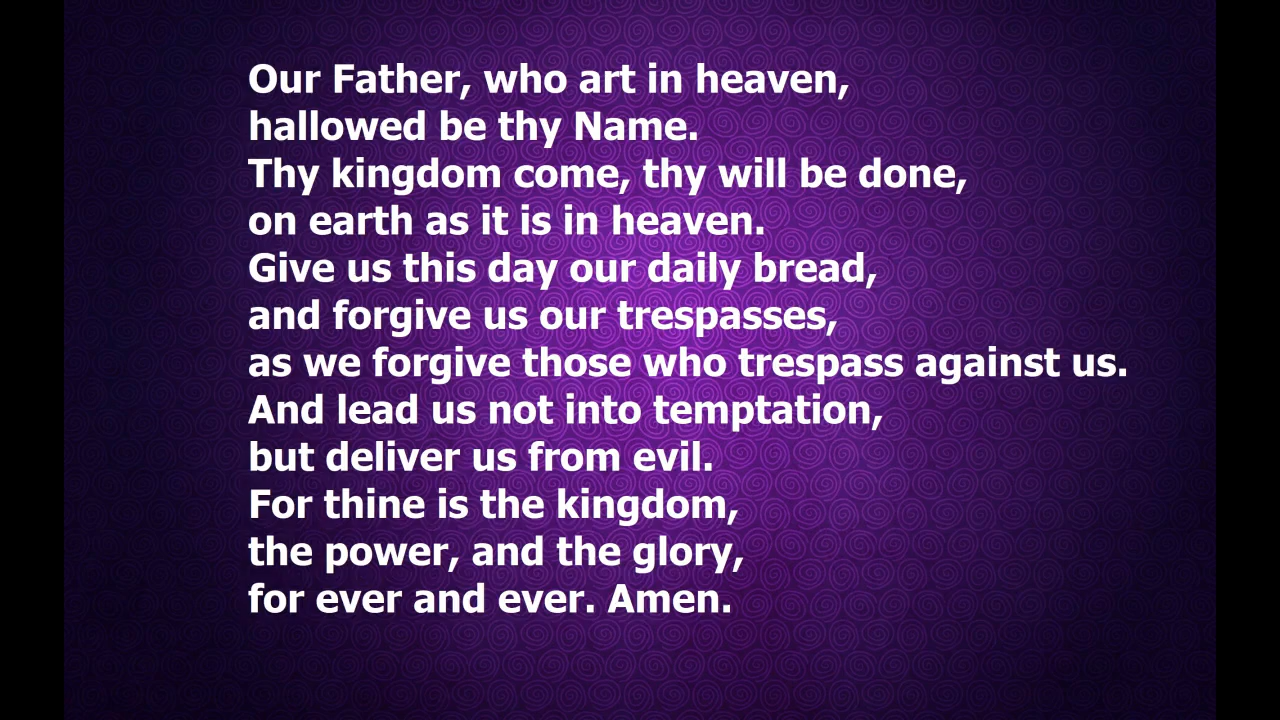 Our Father, who art in heaven,
hallowed be thy Name.
Thy kingdom come, thy will be done,
on earth as it is in heaven.
Give us this day our daily bread,
and forgive us our trespasses,
as we forgive those who trespass against us.
And lead us not into temptation,
but deliver us from evil.
For thine is the kingdom,
the power, and the glory,
for ever and ever. Amen.